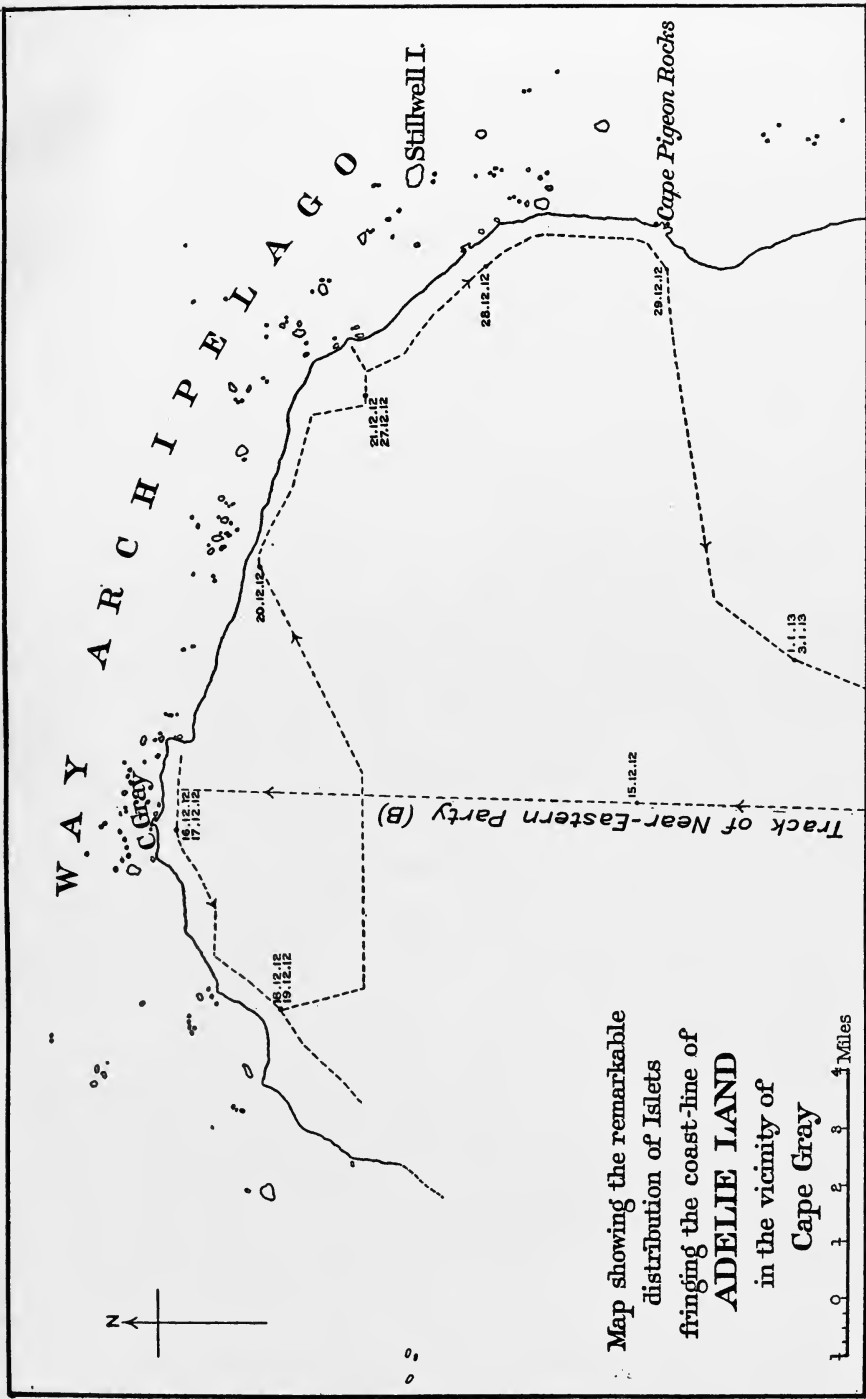 WAY ARCHIPELAGO
C. Gray
Stillwell I.
Cape Pigeon Rocks
16.12.12
17.12.12
18.12.12
19.12.12
20.12.12
21.12.12
27.12.12
28.12.12
29.12.12
15.12.12
1.1.13
3.1.13
Track of Near-Eastern Party (B)
N
Map showing the remarkable
distribution of Islets
fringing the coast-line of
ADELIE LAND
in the vicinity of
Cape Gray
1 0 1 2 3 4 Miles